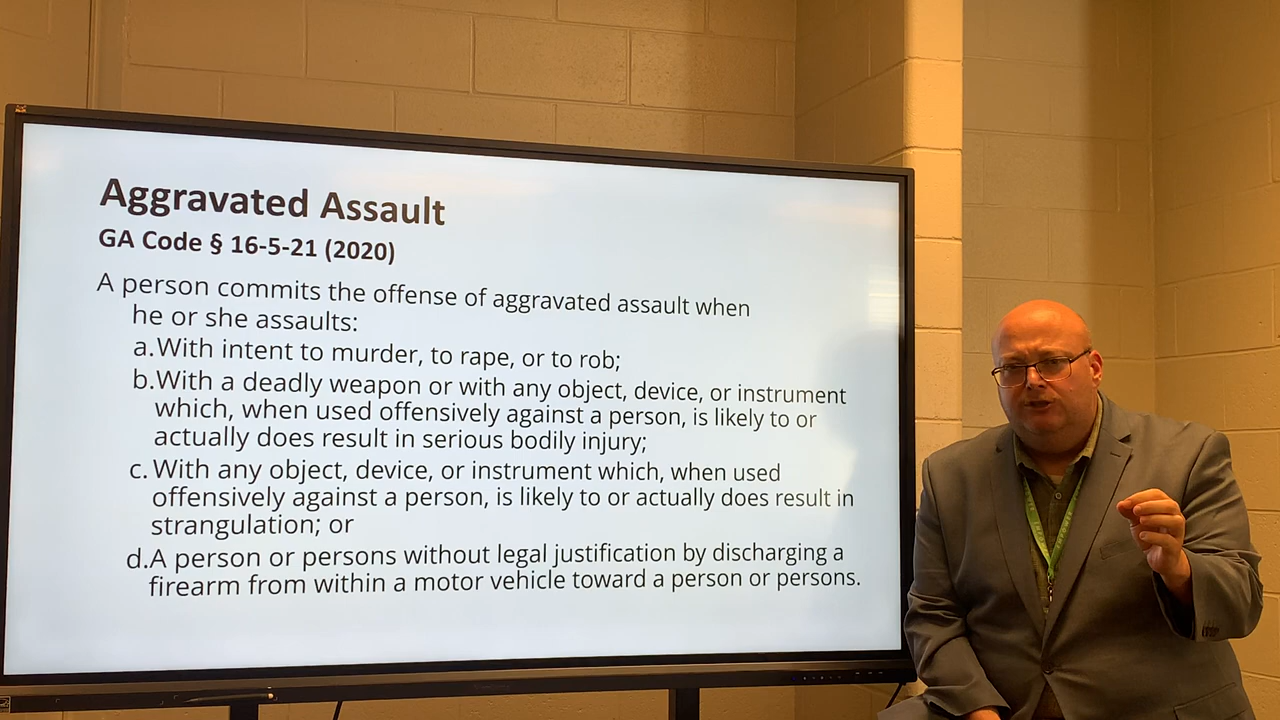 Aggravated Assault
GA Code § 16-5-21 (2020)
A person commits the offense of aggravated assault when
he or she assaults:
a.With intent to murder, to rape, or to rob;
b.With a deadly weapon or with any object, device, or instrument
which, when used offensively against a person, is likely to or
actually does result in serious bodily injury;
c.With any object, device, or instrument which, when used
offensively against a person, is likely to or actually does result in
strangulation; or
d.A person or persons without legal justification by discharging a
firearm from within a motor vehicle toward a person or persons.